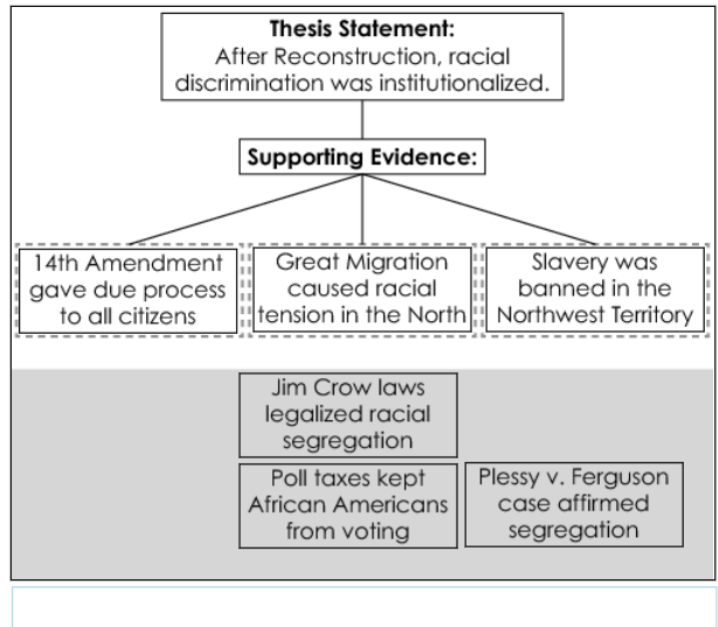 Thesis Statement:
After Reconstruction, racial
discrimination was institutionalized.
Supporting Evidence:
14th Amendment
gave due process
to all citizens
Great Migration
caused racial
tension in the North
Slavery was
banned in the
Northwest Territory
Jim Crow laws
legalized racial
segregation
Poll taxes kept
African Americans
from voting
Plessy v. Ferguson
case affirmed
segregation